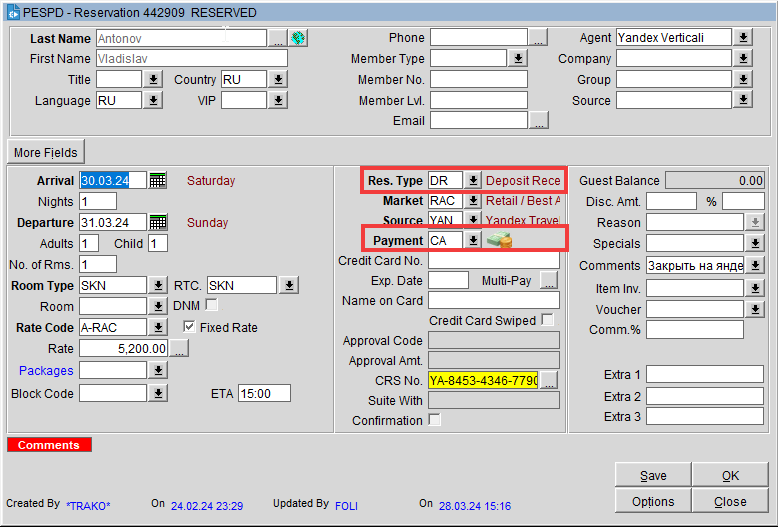 PESPD - Reservation 442909 RESERVED
Last Name Antonov ... Phone ... Agent Yandex Verticali
First Name Vladislav Member Type Company
Title Country RU Member No. Group
Language RU VIP Member Lvl. Source
Email ...
More Fields
Arrival 30.03.24 Saturday Res. Type DR Deposit Rece Guest Balance 0.00
Nights 1 Market RAC Retail / Best A Disc. Amt. %
Departure 31.03.24 Sunday Source YAN Yandex Trave Reason
Adults 1 Child 1 Payment CA Specials
No. of Rms. 1 Credit Card No. Comments Закрыть на янде
Room Type SKN RTC. SKN Exp. Date Multi-Pay ... Item Inv.
Room DNM Name on Card Voucher
Rate Code A-RAC Fixed Rate Credit Card Swiped Comm.%
Rate 5,200.00 ... Approval Code
Packages Approval Amt. Extra 1
Block Code ETA 15:00 CRS No. YA-8453-4346-7790 ... Extra 2
Suite With Extra 3
Confirmation
Comments
Save OK
Created By *TRAKO* On 24.02.24 23:29 Updated By FOLI On 28.03.24 15:16 Options Close